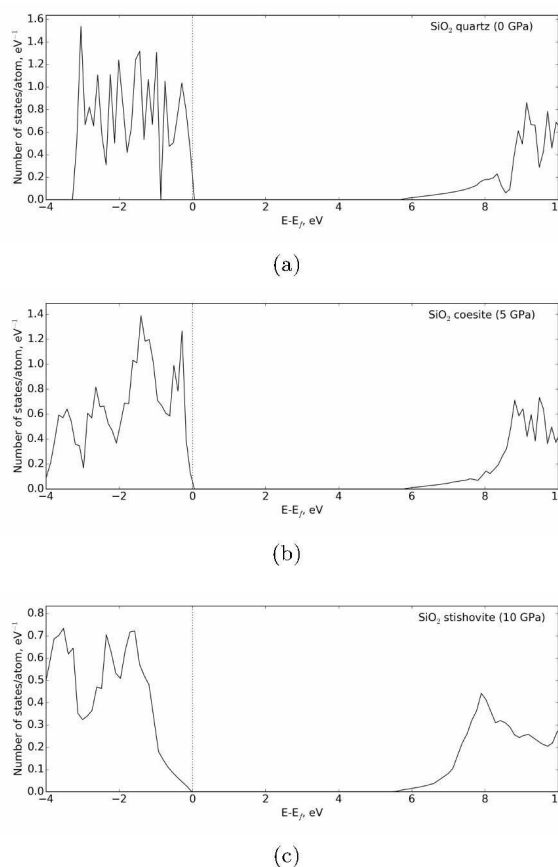 SiO₂ quartz (0 GPa)
Number of states/atom, eV⁻¹
1.6
1.4
1.2
1.0
0.8
0.6
0.4
0.2
0.0
−4 −2 0 2 4 6 8 1
E-E_f, eV
(a)
SiO₂ coesite (5 GPa)
Number of states/atom, eV⁻¹
1.4
1.2
1.0
0.8
0.6
0.4
0.2
0.0
−4 −2 0 2 4 6 8 1
E-E_f, eV
(b)
SiO₂ stishovite (10 GPa)
Number of states/atom, eV⁻¹
0.8
0.7
0.6
0.5
0.4
0.3
0.2
0.1
0.0
−4 −2 0 2 4 6 8 1
E-E_f, eV
(c)